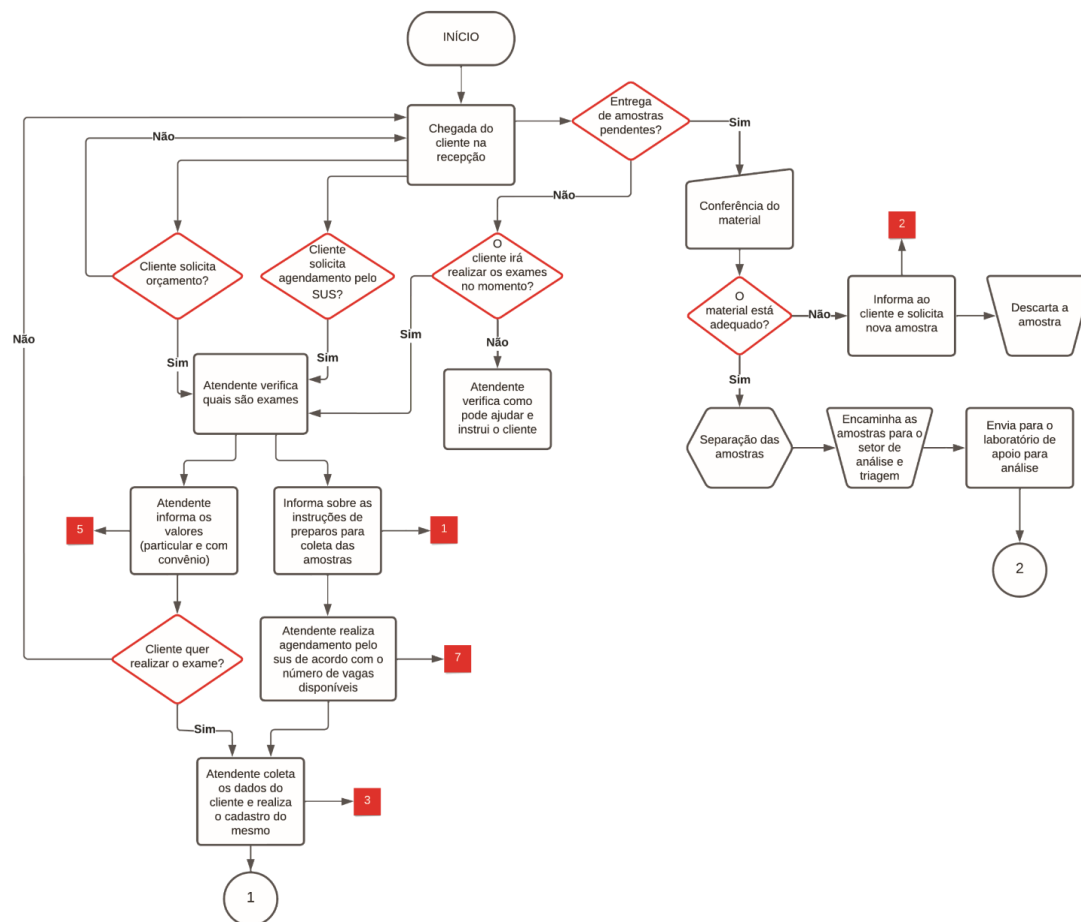 INÍCIO
Chegada do
cliente na
recepção
Entrega
de amostras
pendentes?
Sim
Não
Não
Conferência do
material
2
Cliente solicita
orçamento?
Cliente
solicita
agendamento pelo
SUS?
O
cliente irá
realizar os exames
no momento?
O
material está
adequado?
Não
Informa ao
cliente e solicita
nova amostra
Descarta a
amostra
Não
Sim
Sim
Sim
Não
Sim
Atendente verifica
quais são exames
Atendente
verifica como
pode ajudar e
instrui o cliente
Separação das
amostras
Encaminha as
amostras para o
setor de
análise e
triagem
Envia para o
laboratório de
apoio para
análise
5
Atendente
informa os
valores
(particular e com
convênio)
Informa sobre as
instruções de
preparos para
coleta das
amostras
1
2
Cliente quer
realizar o exame?
Atendente realiza
agendamento pelo
sus de acordo com o
número de vagas
disponíveis
7
Sim
Atendente coleta
os dados do
cliente e realiza
o cadastro do
mesmo
3
1